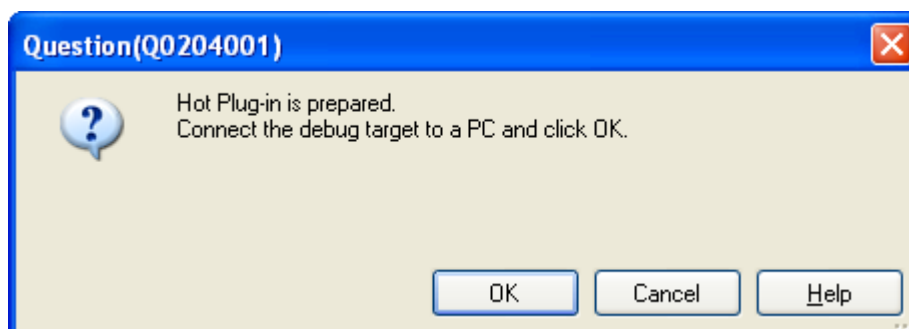 Question(Q0204001)
Hot Plug-in is prepared.
Connect the debug target to a PC and click OK.
OK
Cancel
Help